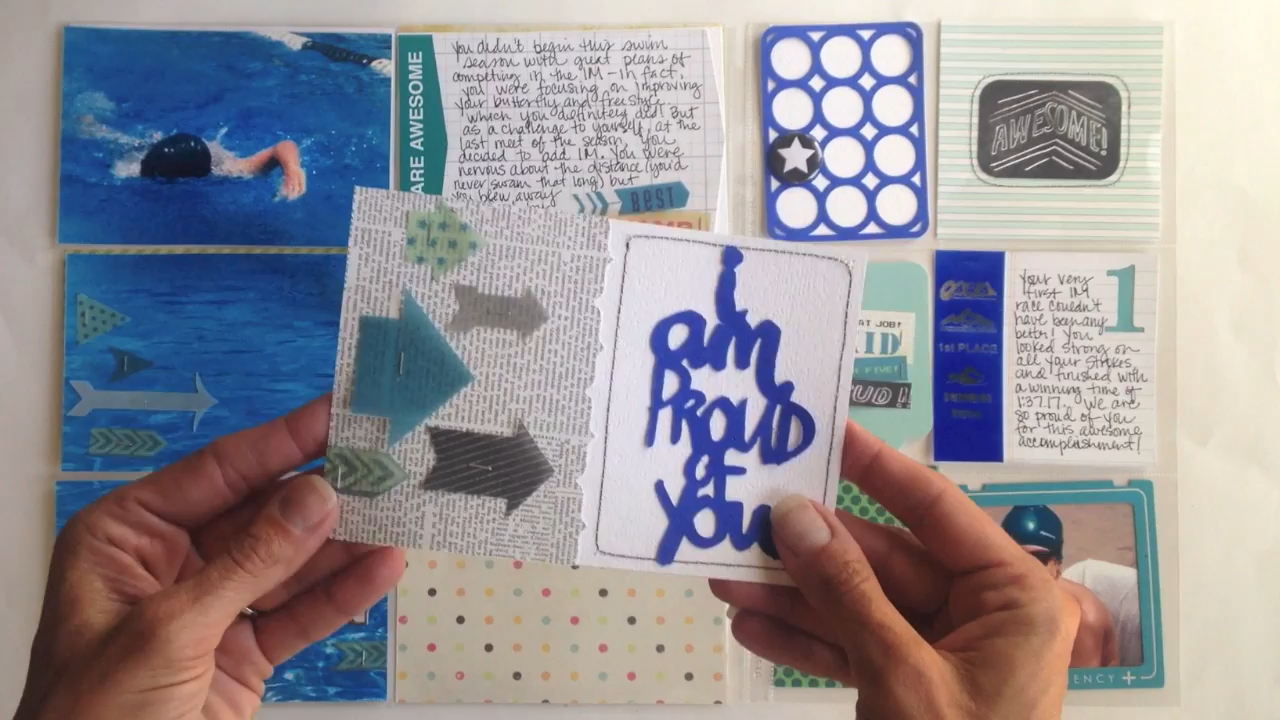 ARE AWESOME
you didn't begin this swim
season with great plans of
competing in the IM - in fact,
you were focusing on improving
your butterfly and freestyle
which you definitely did! But
as a challenge to yourself, at the
last meet of the season, you
decided to add IM. You were
nervous about the distance (you'd
never swam that long) but
you blew away
BEST
AWESOME!
i
am
PROUD
of
you
AT JOB!
1st PLACE
1
Your very
first IM
race couldn't
have been any
better! You
looked strong on
all your strokes
and finished with
a winning time of
1:37.17. We are
so proud of you
for this awesome
accomplishment!
ENCY